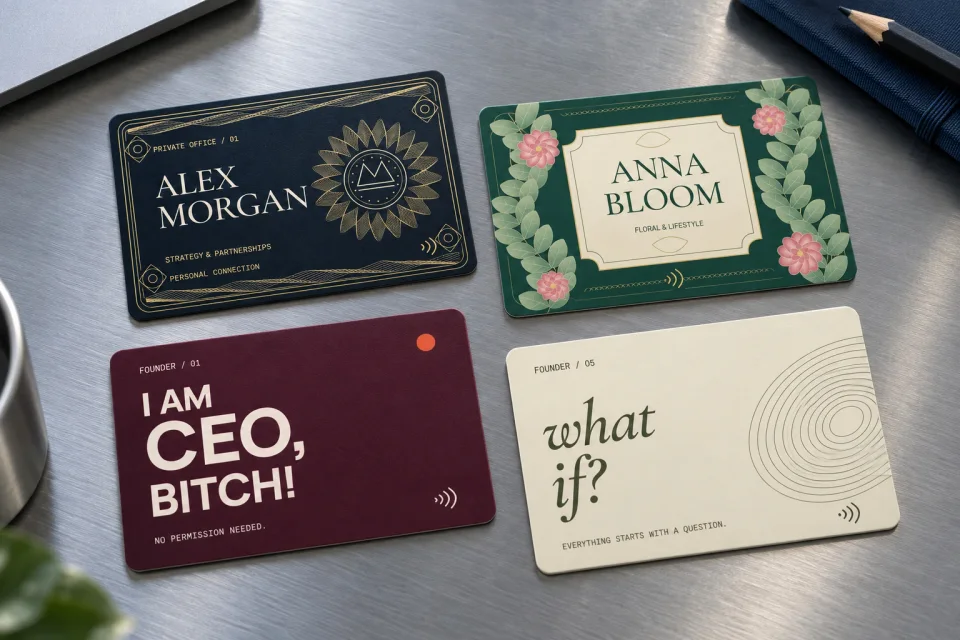 PRIVATE OFFICE / 01
ALEX
MORGAN
STRATEGY & PARTNERSHIPS
PERSONAL CONNECTION
ANNA
BLOOM
FLORAL & LIFESTYLE
FOUNDER / 01
I AM
CEO,
BITCH!
NO PERMISSION NEEDED.
FOUNDER / 05
what
if?
EVERYTHING STARTS WITH A QUESTION.